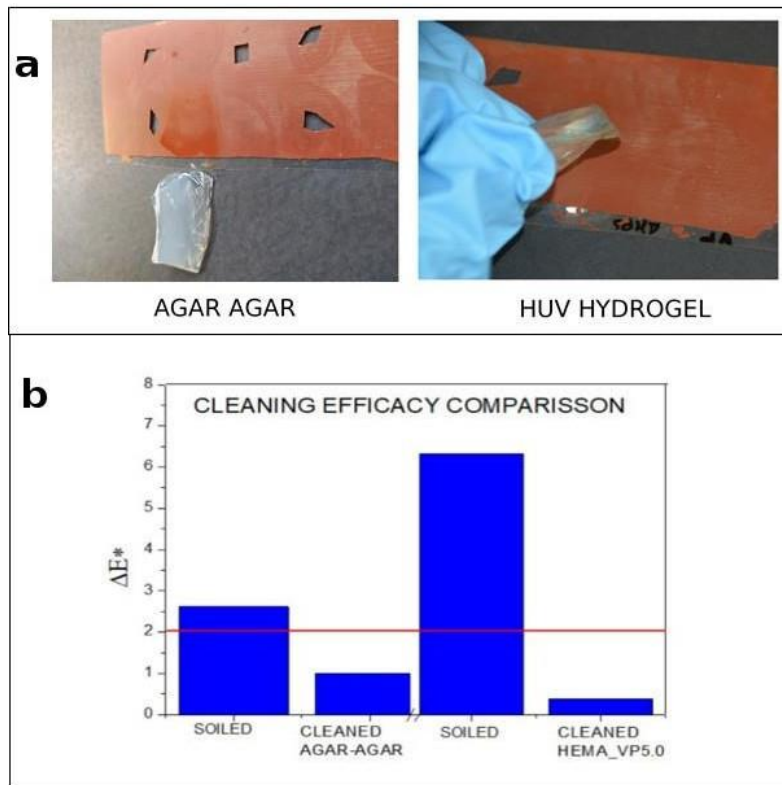 a
AGAR AGAR
HUV HYDROGEL
b
CLEANING EFFICACY COMPARISSON
ΔE*
8
7
6
5
4
3
2
1
0
SOILED
CLEANED
AGAR-AGAR
SOILED
CLEANED
HEMA_VP5.0